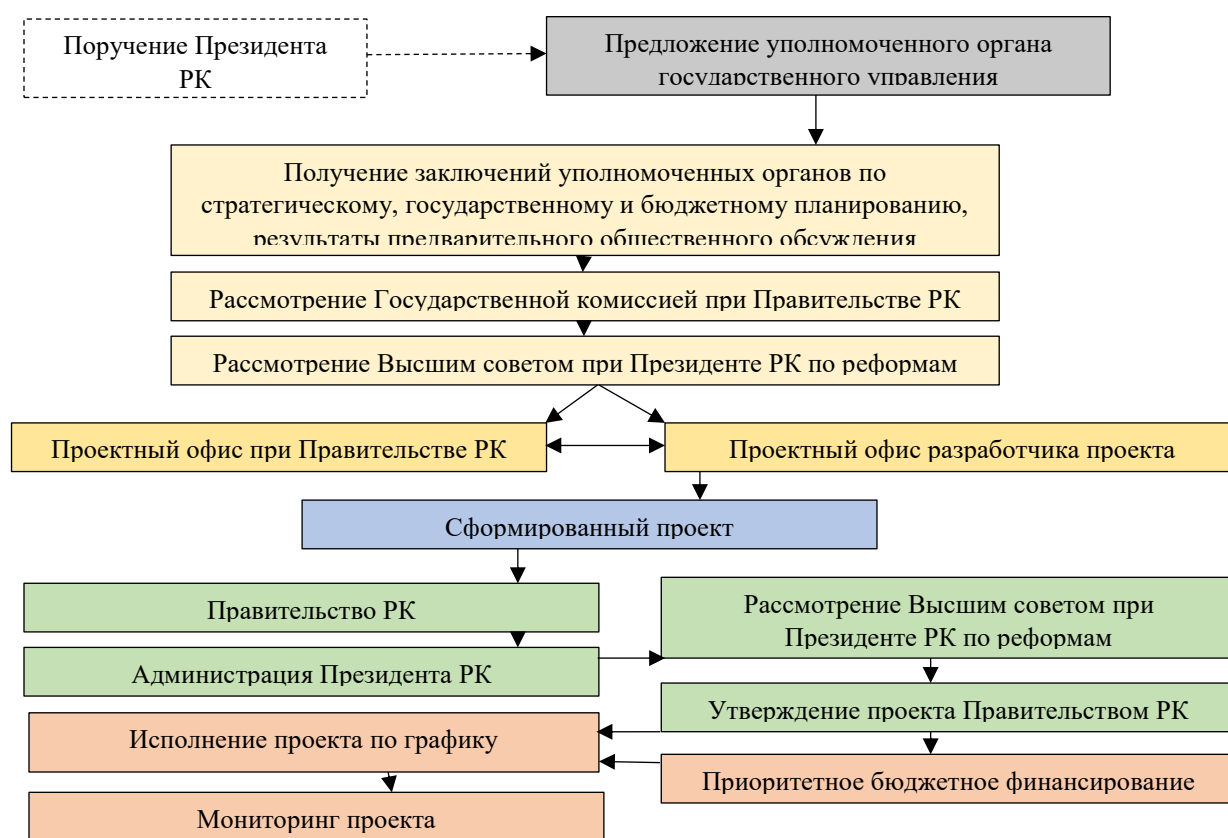 Поручение Президента
РК
Предложение уполномоченного органа
государственного управления
Получение заключений уполномоченных органов по
стратегическому, государственному и бюджетному планированию,
результаты предварительного общественного обсуждения
Рассмотрение Государственной комиссией при Правительстве РК
Рассмотрение Высшим советом при Президенте РК по реформам
Проектный офис при Правительстве РК
Проектный офис разработчика проекта
Сформированный проект
Правительство РК
Администрация Президента РК
Рассмотрение Высшим советом при
Президенте РК по реформам
Утверждение проекта Правительством РК
Исполнение проекта по графику
Приоритетное бюджетное финансирование
Мониторинг проекта